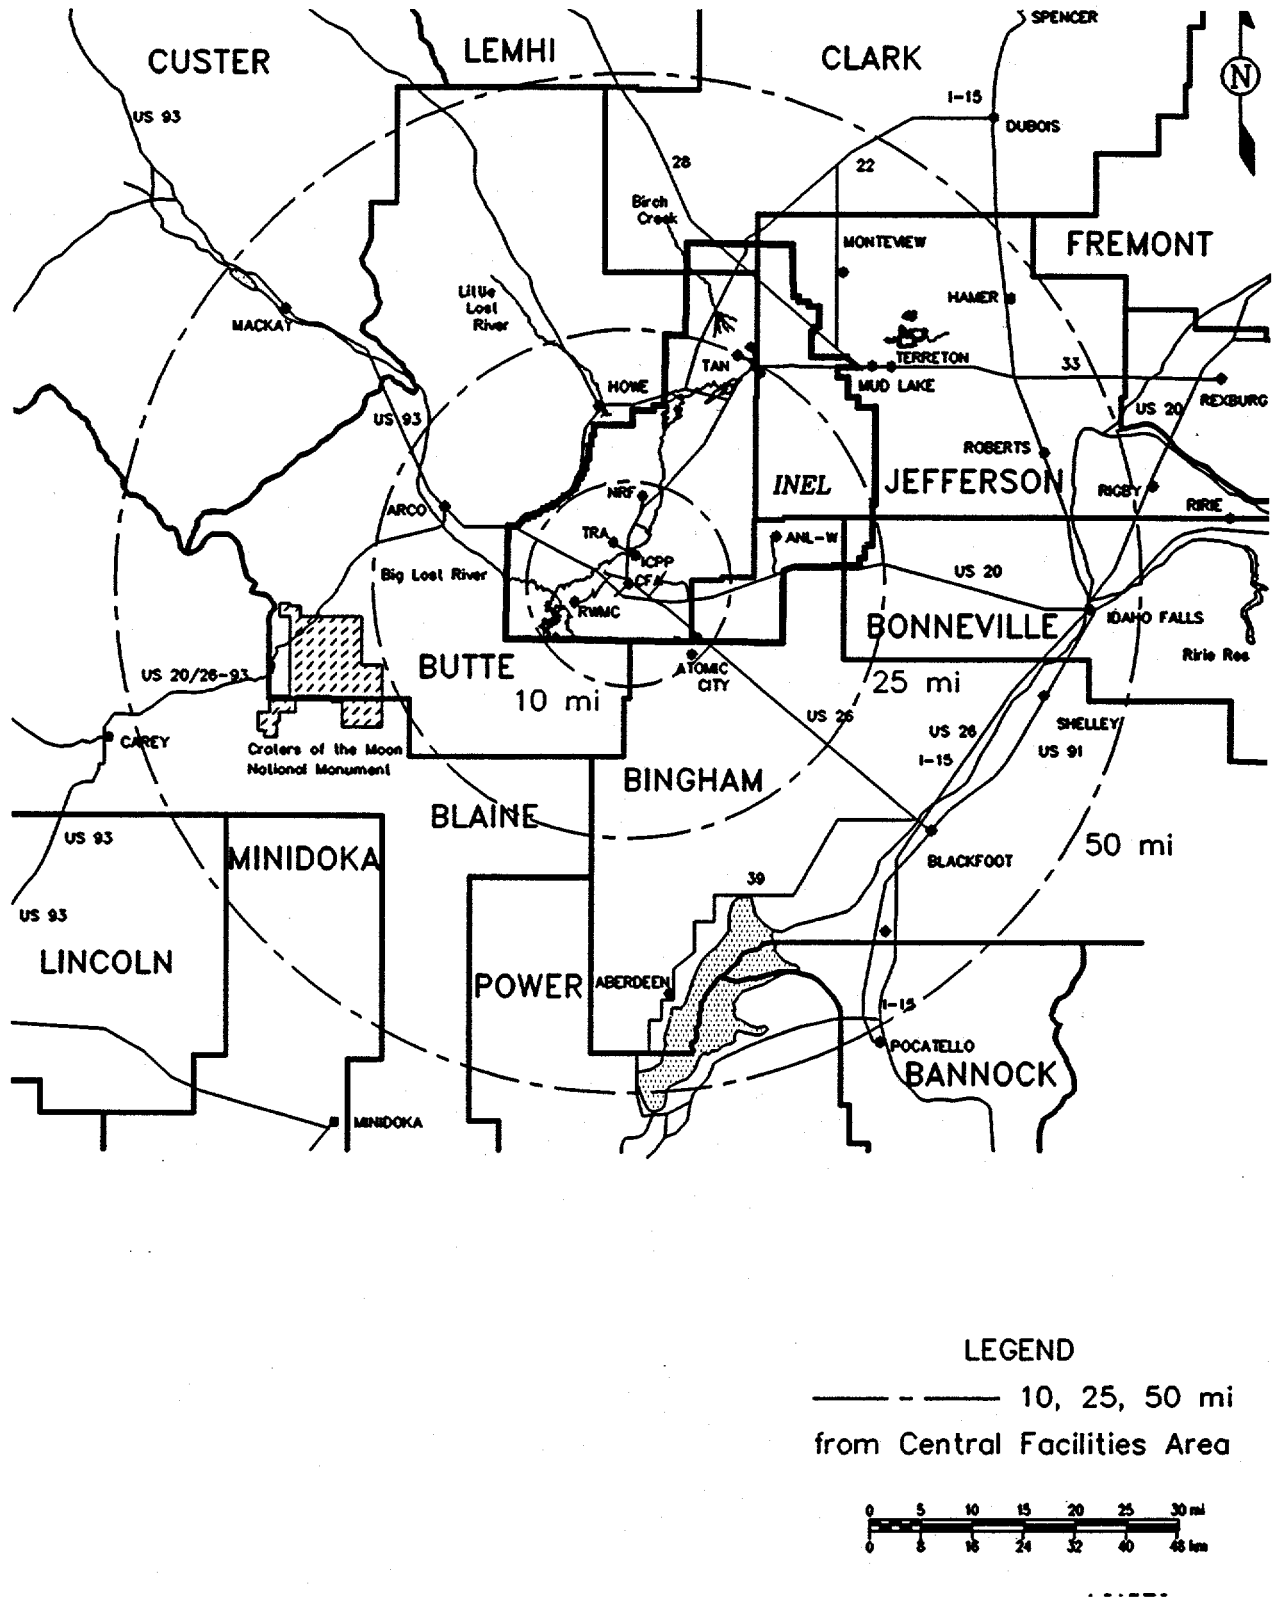 SPENCER
CUSTER
LEMHI
CLARK
N
I-15
US 93
DUBOIS
28
22
Birch
Creek
FREMONT
MONTEVIEW
Little
Lost
River
HAMER
MACKAY
TAN
TERRETON
33
HOWE
MUD LAKE
REXBURG
US 93
US 20
ROBERTS
INEL
JEFFERSON
NRF
RIGBY
RIRIE
ARCO
TRA
ANL-W
ICPP
Big Lost River
CFA
US 20
RWMC
BONNEVILLE
IDAHO FALLS
Ririe Res
BUTTE
ATOMIC
CITY
US 20/26-93
10 mi
25 mi
US 26
SHELLEY
US 26
CAREY
Craters of the Moon
National Monument
I-15
US 91
BINGHAM
BLAINE
US 93
MINIDOKA
50 mi
BLACKFOOT
39
US 93
LINCOLN
POWER
ABERDEEN
I-15
POCATELLO
BANNOCK
MINIDOKA
LEGEND
10, 25, 50 mi
from Central Facilities Area
0 5 10 15 20 25 30 mi
0 8 16 24 32 40 48 km